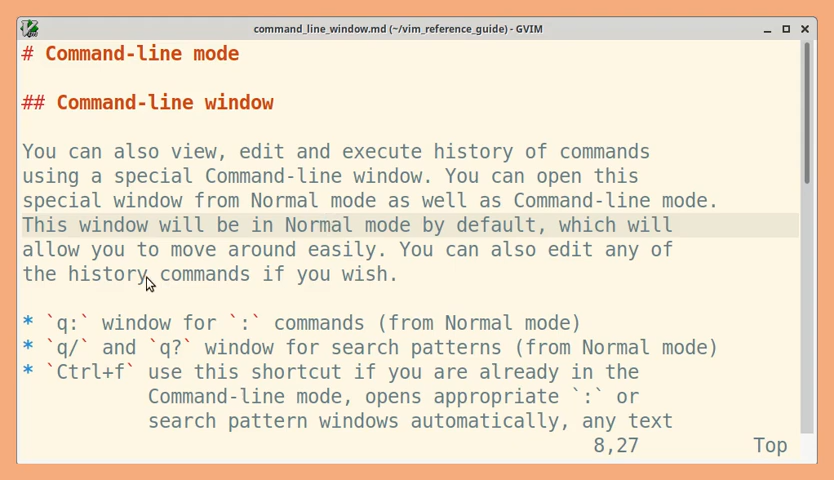 command_line_window.md (~/vim_reference_guide) - GVIM
# Command-line mode
## Command-line window
You can also view, edit and execute history of commands
using a special Command-line window. You can open this
special window from Normal mode as well as Command-line mode.
This window will be in Normal mode by default, which will
allow you to move around easily. You can also edit any of
the history commands if you wish.
* `q:` window for `:` commands (from Normal mode)
* `q/` and `q?` window for search patterns (from Normal mode)
* `Ctrl+f` use this shortcut if you are already in the
Command-line mode, opens appropriate `:` or
search pattern windows automatically, any text
8,27 Top